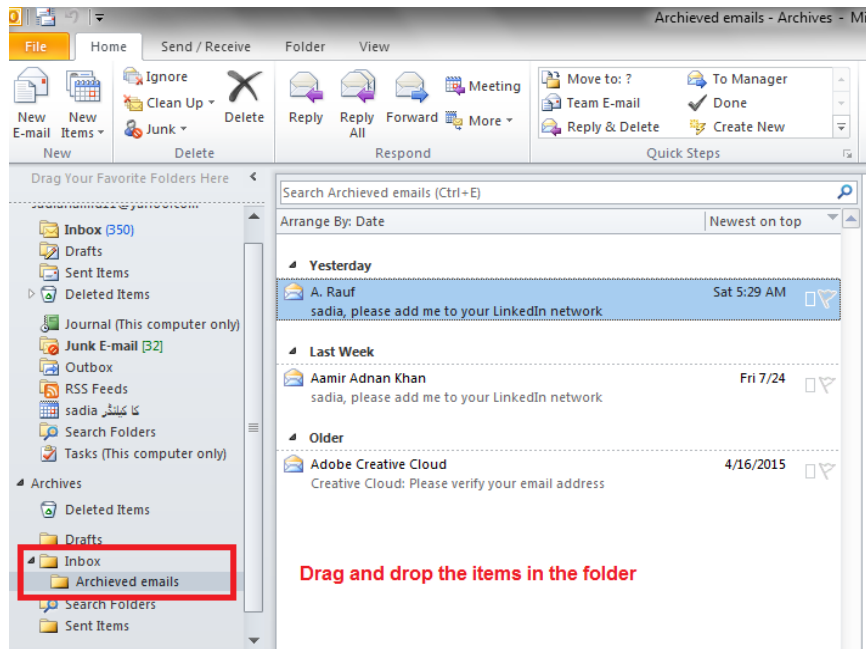 Archieved emails - Archives - Mi
File Home Send / Receive Folder View
New E-mail
New Items
Ignore
Clean Up
Junk
Delete
Reply
Reply All
Forward
Meeting
More
Move to: ?
Team E-mail
Reply & Delete
To Manager
Done
Create New
New Delete Respond Quick Steps
Drag Your Favorite Folders Here
Inbox (350)
Drafts
Sent Items
Deleted Items
Journal (This computer only)
Junk E-mail [32]
Outbox
RSS Feeds
sadia کا کیلنڈر
Search Folders
Tasks (This computer only)
Archives
Deleted Items
Drafts
Inbox
Archieved emails
Search Folders
Sent Items
Search Archieved emails (Ctrl+E)
Arrange By: Date Newest on top
Yesterday
A. Rauf Sat 5:29 AM
sadia, please add me to your LinkedIn network
Last Week
Aamir Adnan Khan Fri 7/24
sadia, please add me to your LinkedIn network
Older
Adobe Creative Cloud 4/16/2015
Creative Cloud: Please verify your email address
Drag and drop the items in the folder